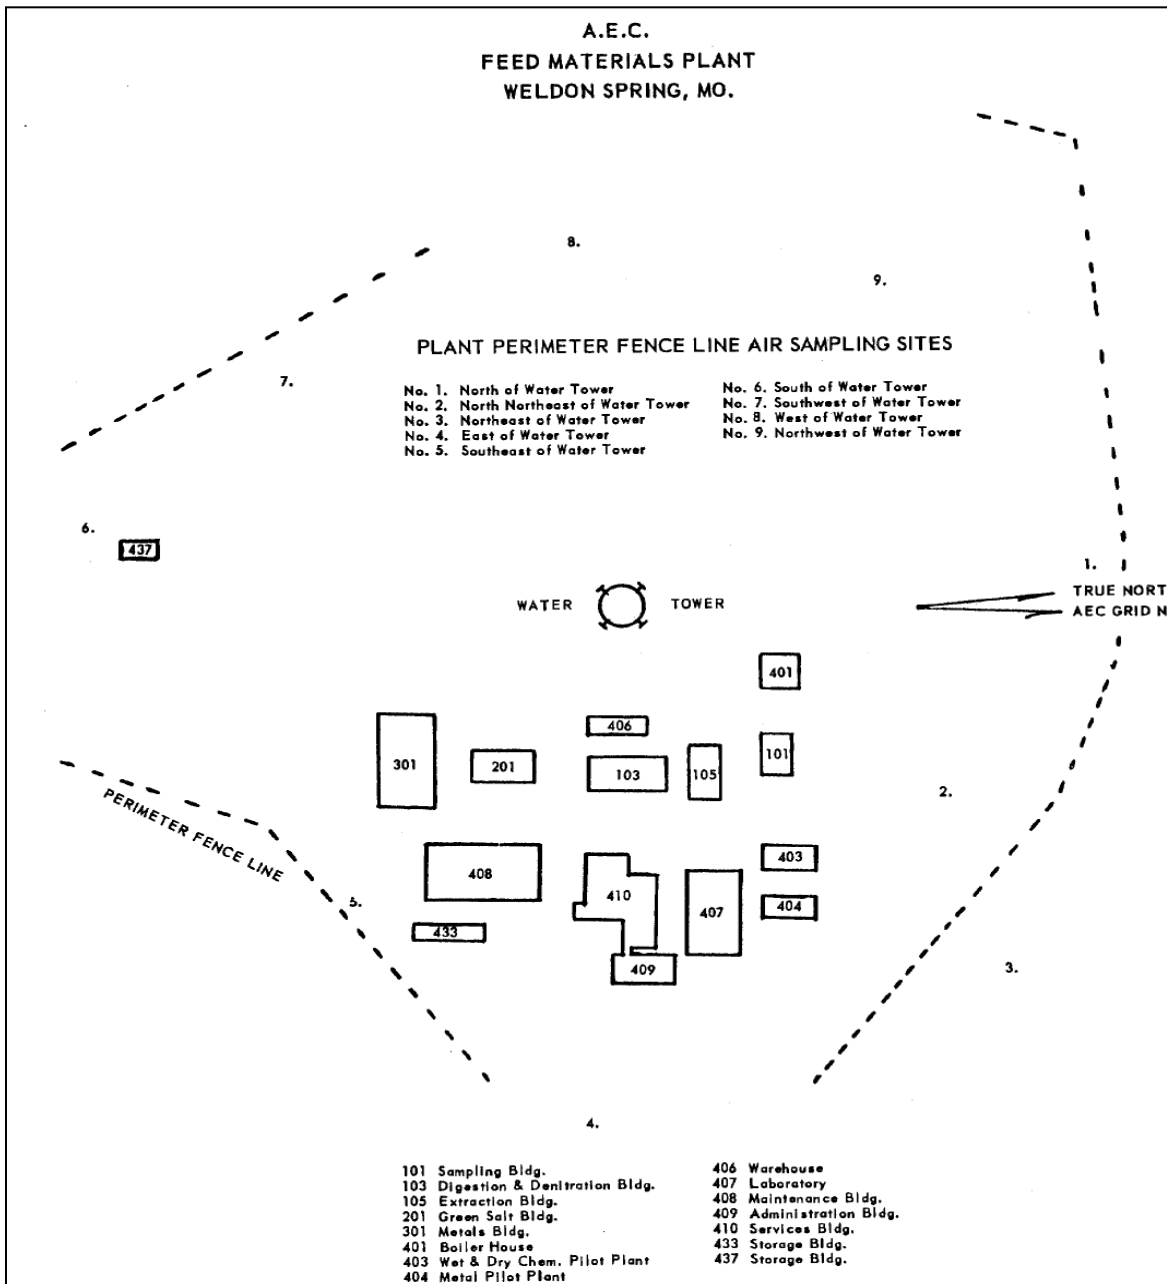 A.E.C.
FEED MATERIALS PLANT
WELDON SPRING, MO.
8.
9.
PLANT PERIMETER FENCE LINE AIR SAMPLING SITES
7.
No. 1. North of Water Tower
No. 2. North Northeast of Water Tower
No. 3. Northeast of Water Tower
No. 4. East of Water Tower
No. 5. Southeast of Water Tower
No. 6. South of Water Tower
No. 7. Southwest of Water Tower
No. 8. West of Water Tower
No. 9. Northwest of Water Tower
6.
437
1.
TRUE NORT
AEC GRID N
WATER TOWER
401
406
301
201
103
105
101
2.
PERIMETER FENCE LINE
403
408
410
407
404
5.
433
409
3.
4.
101 Sampling Bldg.
103 Digestion & Denitration Bldg.
105 Extraction Bldg.
201 Green Salt Bldg.
301 Metals Bldg.
401 Boiler House
403 Wet & Dry Chem. Pilot Plant
404 Metal Pilot Plant
406 Warehouse
407 Laboratory
408 Maintenance Bldg.
409 Administration Bldg.
410 Services Bldg.
433 Storage Bldg.
437 Storage Bldg.